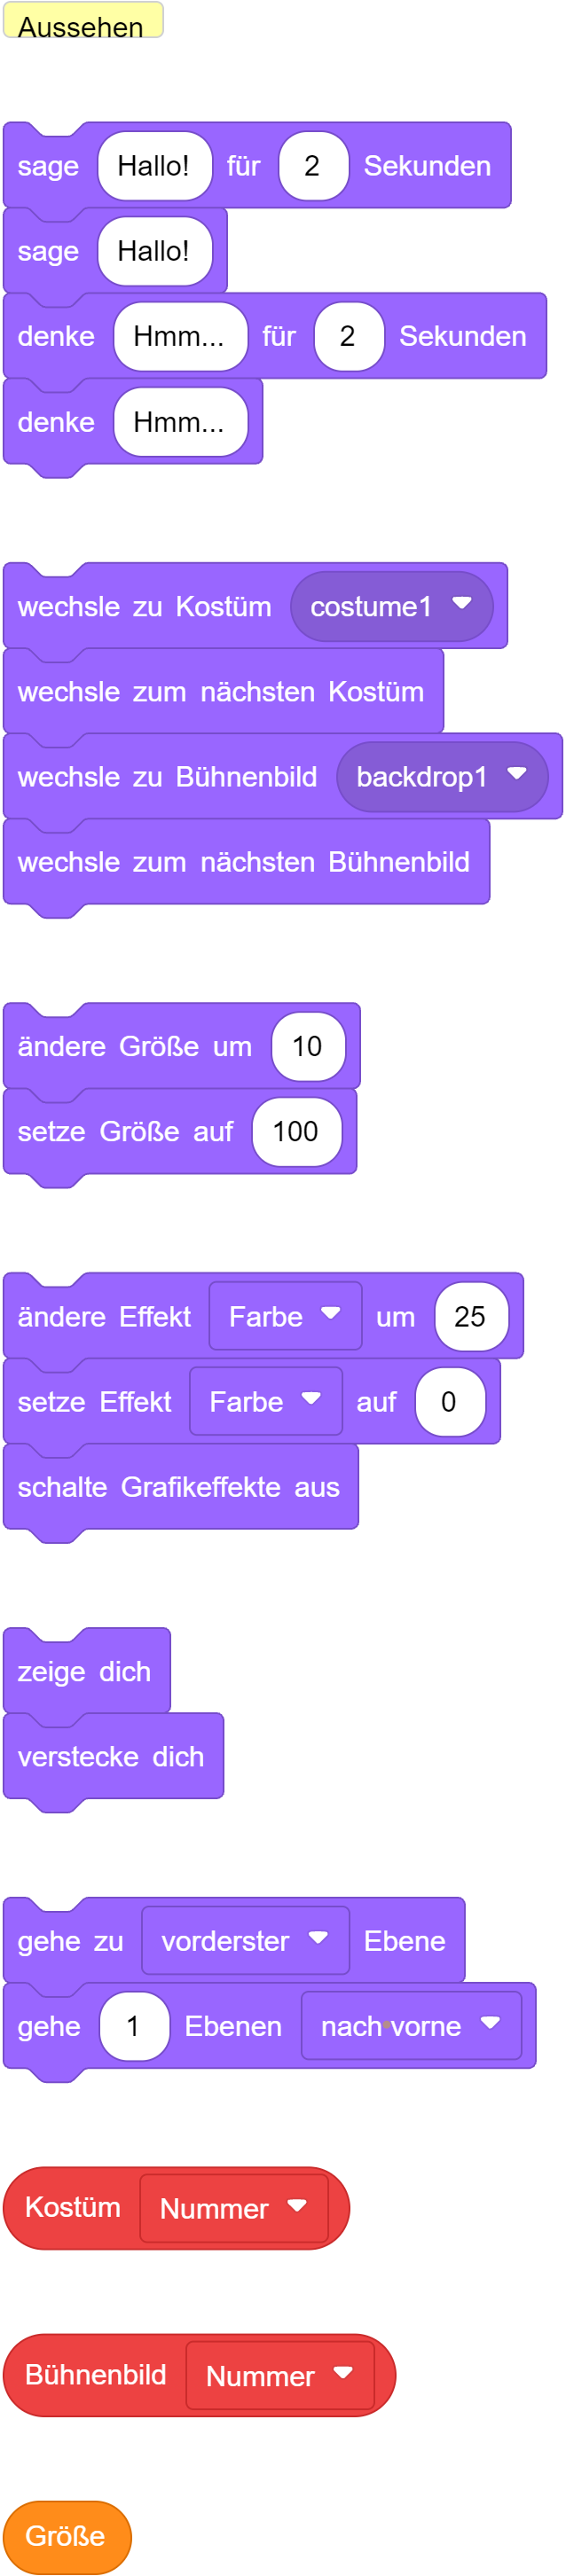 Aussehen
sage Hallo! für 2 Sekunden
sage Hallo!
denke Hmm... für 2 Sekunden
denke Hmm...
wechsle zu Kostüm costume1
wechsle zum nächsten Kostüm
wechsle zu Bühnenbild backdrop1
wechsle zum nächsten Bühnenbild
ändere Größe um 10
setze Größe auf 100
ändere Effekt Farbe um 25
setze Effekt Farbe auf 0
schalte Grafikeffekte aus
zeige dich
verstecke dich
gehe zu vorderster Ebene
gehe 1 Ebenen nach vorne
Kostüm Nummer
Bühnenbild Nummer
Größe